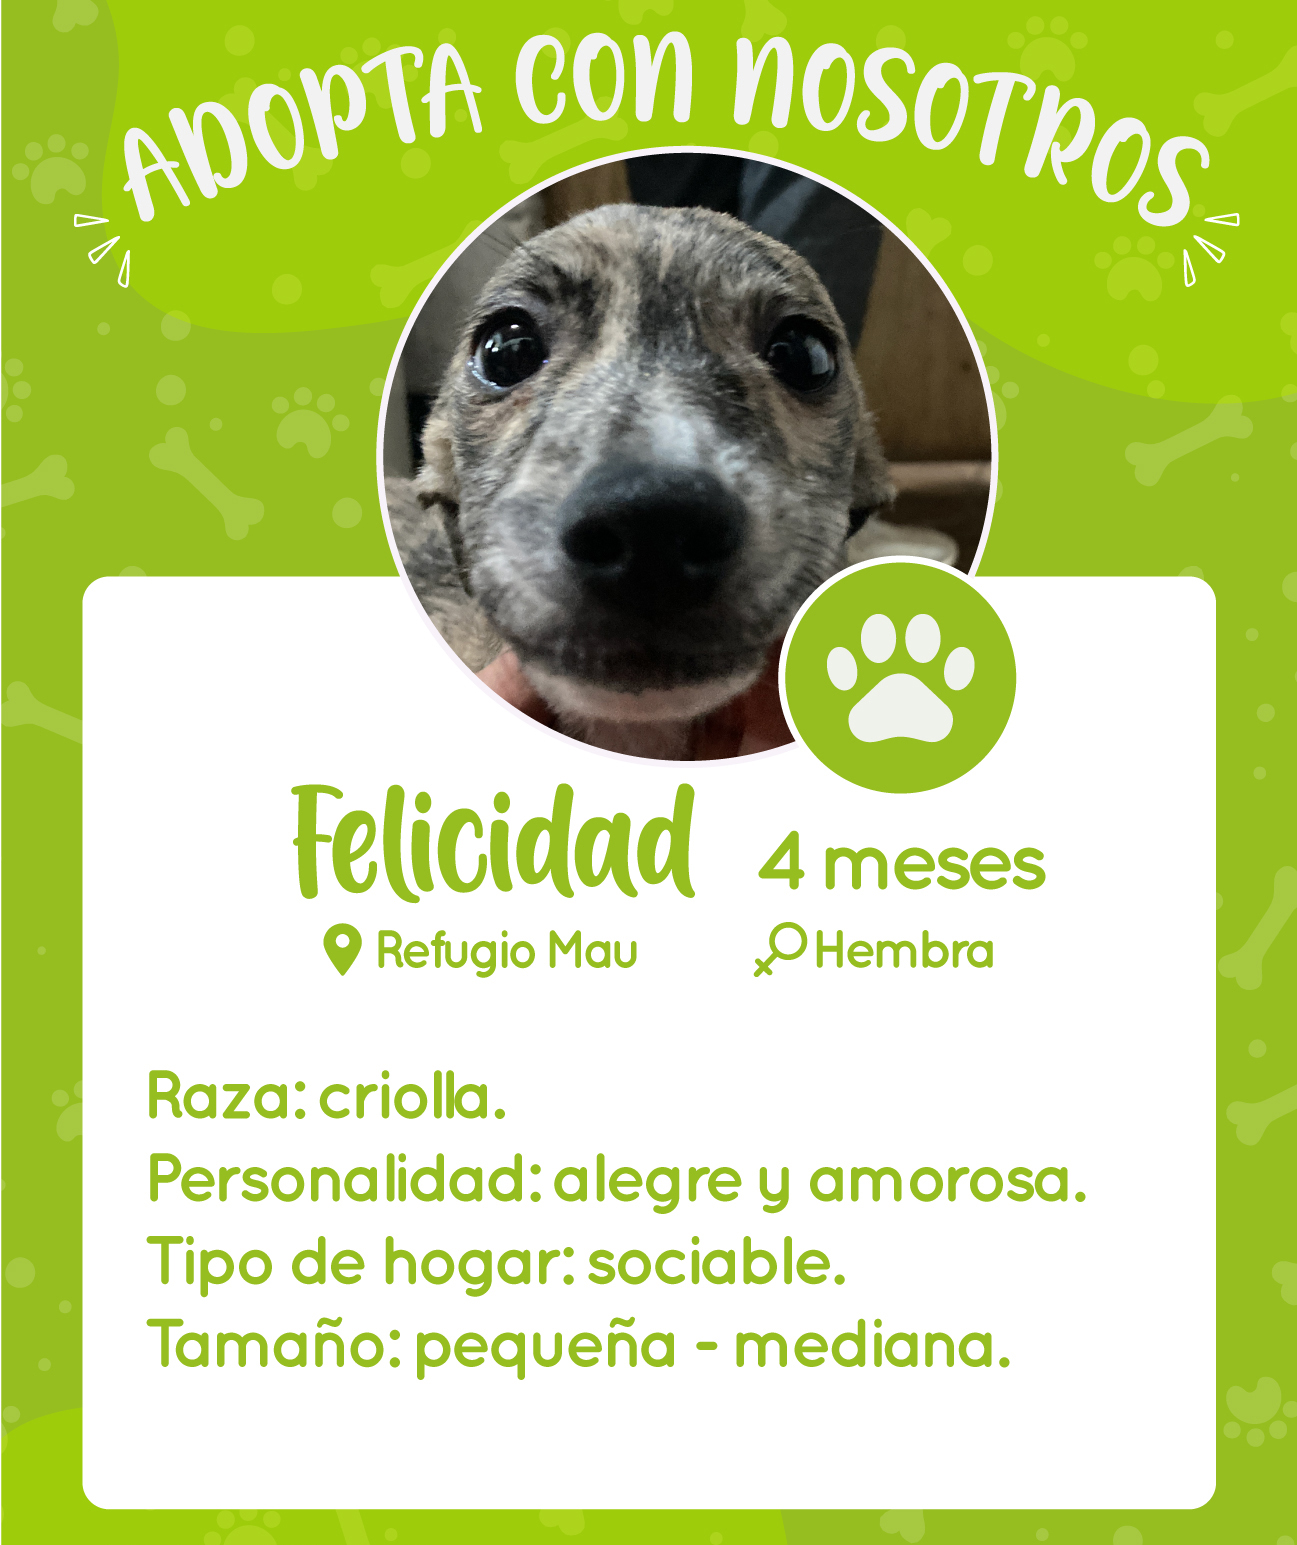 ADOPTA CON NOSOTROS
Felicidad
4 meses
Refugio Mau
Hembra
Raza: criolla.
Personalidad: alegre y amorosa.
Tipo de hogar: sociable.
Tamaño: pequeña - mediana.